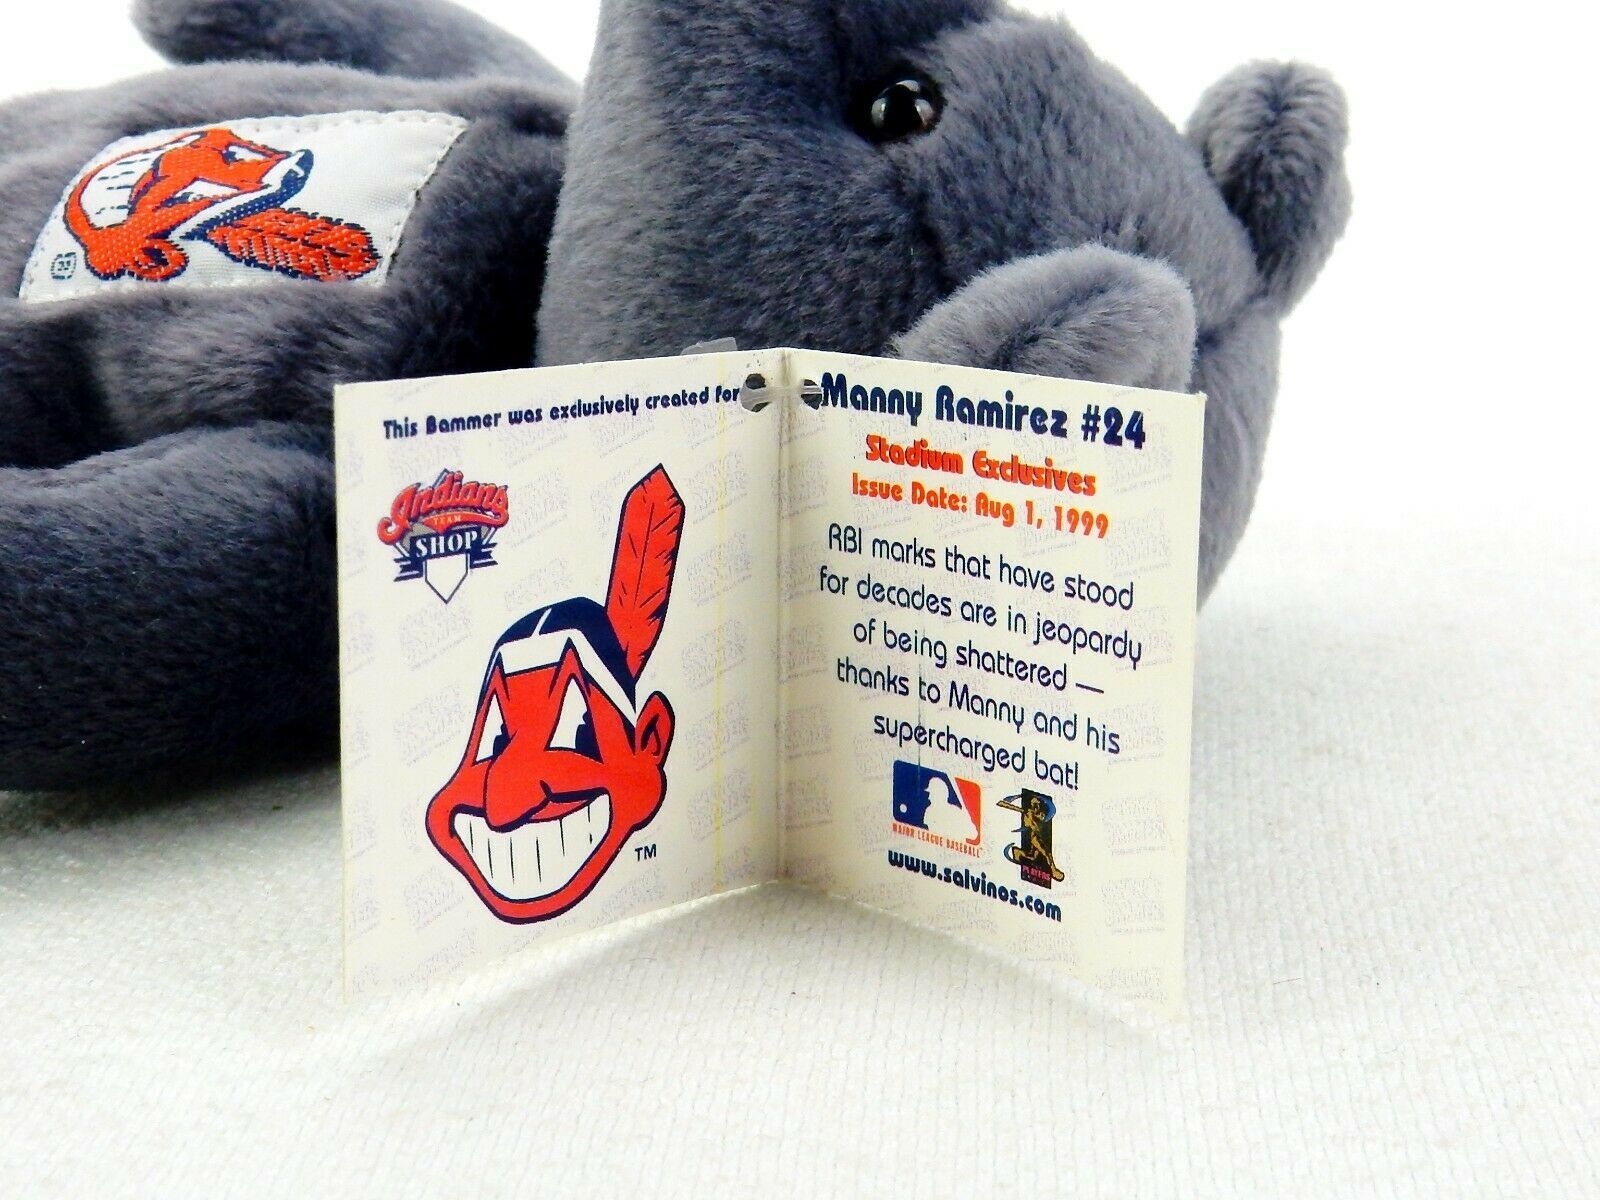 This Bammer was exclusively created for
Indians
TEAM
SHOP
TM
Manny Ramirez #24
Stadium Exclusives
Issue Date: Aug 1, 1999
RBI marks that have stood
for decades are in jeopardy
of being shattered —
thanks to Manny and his
supercharged bat!
MAJOR LEAGUE BASEBALL
PLAYERS
www.salvinos.com
®